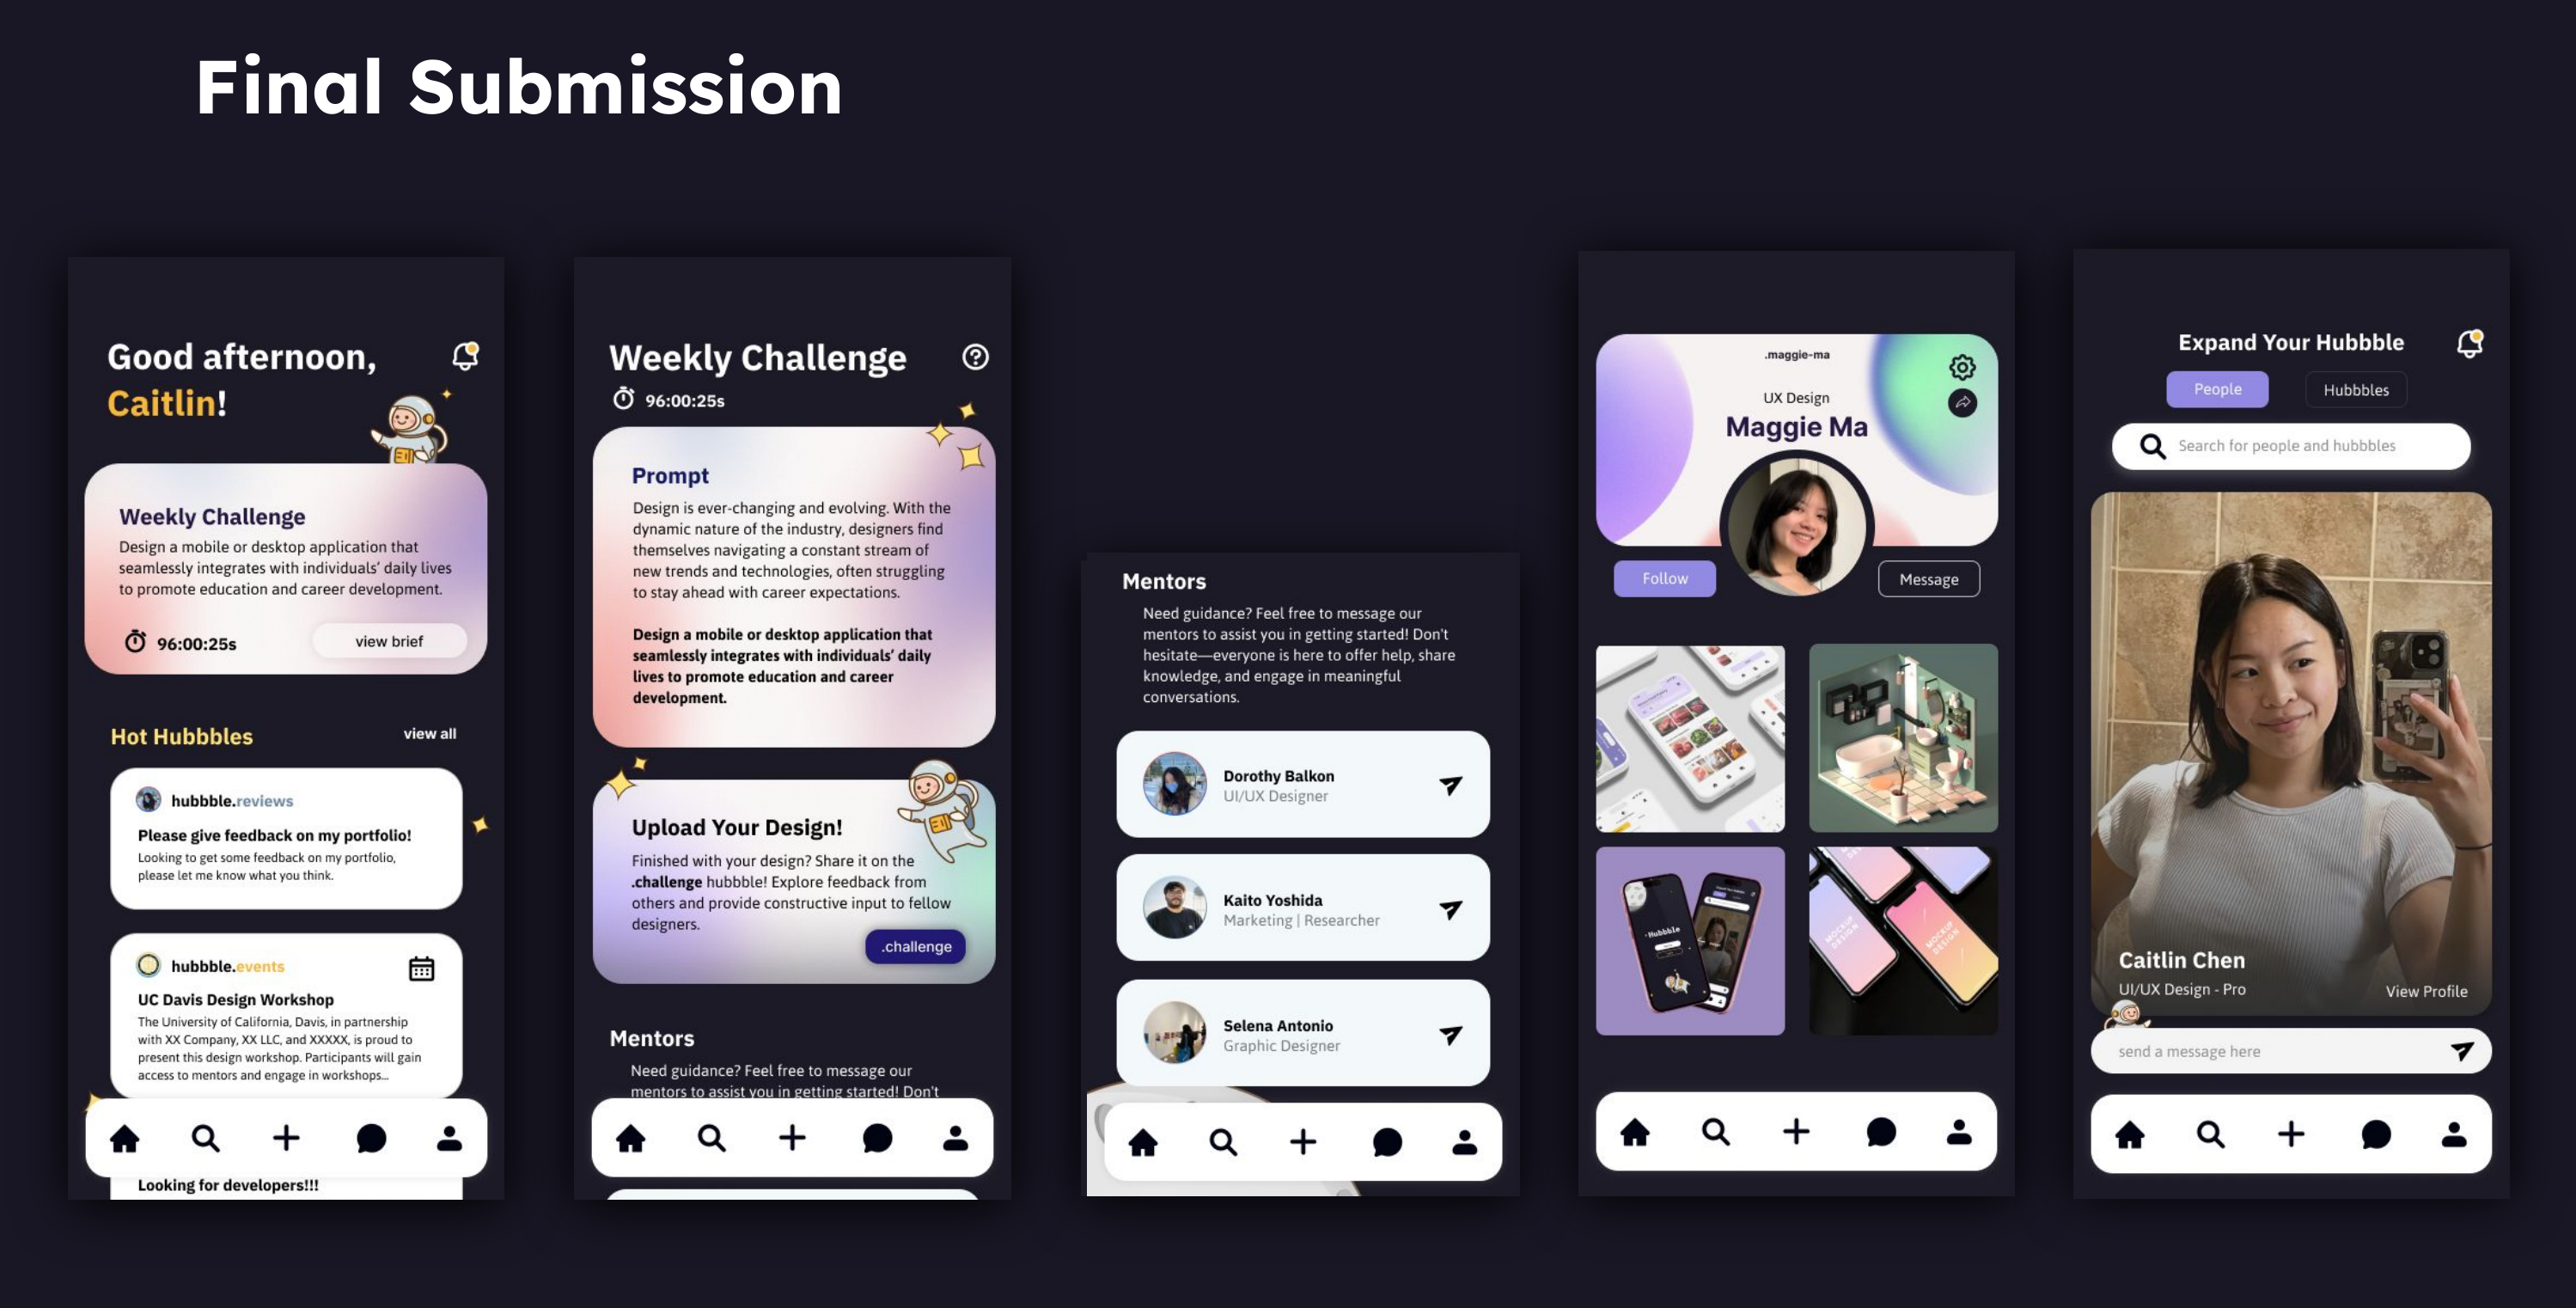 Final Submission
Good afternoon,
Caitlin!
Weekly Challenge
Design a mobile or desktop application that
seamlessly integrates with individuals’ daily lives
to promote education and career development.
96:00:25s
view brief
Hot Hubbbles
view all
hubbble.reviews
Please give feedback on my portfolio!
Looking to get some feedback on my portfolio,
please let me know what you think.
hubbble.events
UC Davis Design Workshop
The University of California, Davis, in partnership
with XX Company, XX LLC, and XXXXX, is proud to
present this design workshop. Participants will gain
access to mentors and engage in workshops...
Looking for developers!!!
Weekly Challenge
96:00:25s
Prompt
Design is ever-changing and evolving. With the
dynamic nature of the industry, designers find
themselves navigating a constant stream of
new trends and technologies, often struggling
to stay ahead with career expectations.
Design a mobile or desktop application that
seamlessly integrates with individuals’ daily
lives to promote education and career
development.
Upload Your Design!
Finished with your design? Share it on the
.challenge hubbble! Explore feedback from
others and provide constructive input to fellow
designers.
.challenge
Mentors
Need guidance? Feel free to message our
mentors to assist you in getting started! Don't
Mentors
Need guidance? Feel free to message our
mentors to assist you in getting started! Don't
hesitate—everyone is here to offer help, share
knowledge, and engage in meaningful
conversations.
Dorothy Balkon
UI/UX Designer
Kaito Yoshida
Marketing | Researcher
Selena Antonio
Graphic Designer
.maggie-ma
UX Design
Maggie Ma
Follow
Message
Hubbble
MOCKUP
DESIGN
MOCKUP
DESIGN
Expand Your Hubbble
People
Hubbbles
Search for people and hubbbles
Caitlin Chen
UI/UX Design - Pro
View Profile
send a message here